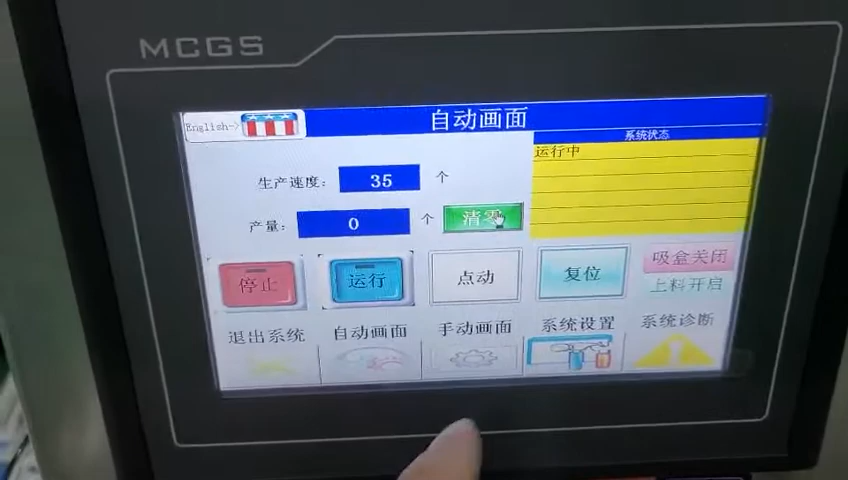 MCGS
English->
自动画面
系统状态
运行中
生产速度: 35 个
产量: 0 个 清零
停止 运行 点动 复位 吸盒关闭
上料开启
退出系统 自动画面 手动画面 系统设置 系统诊断